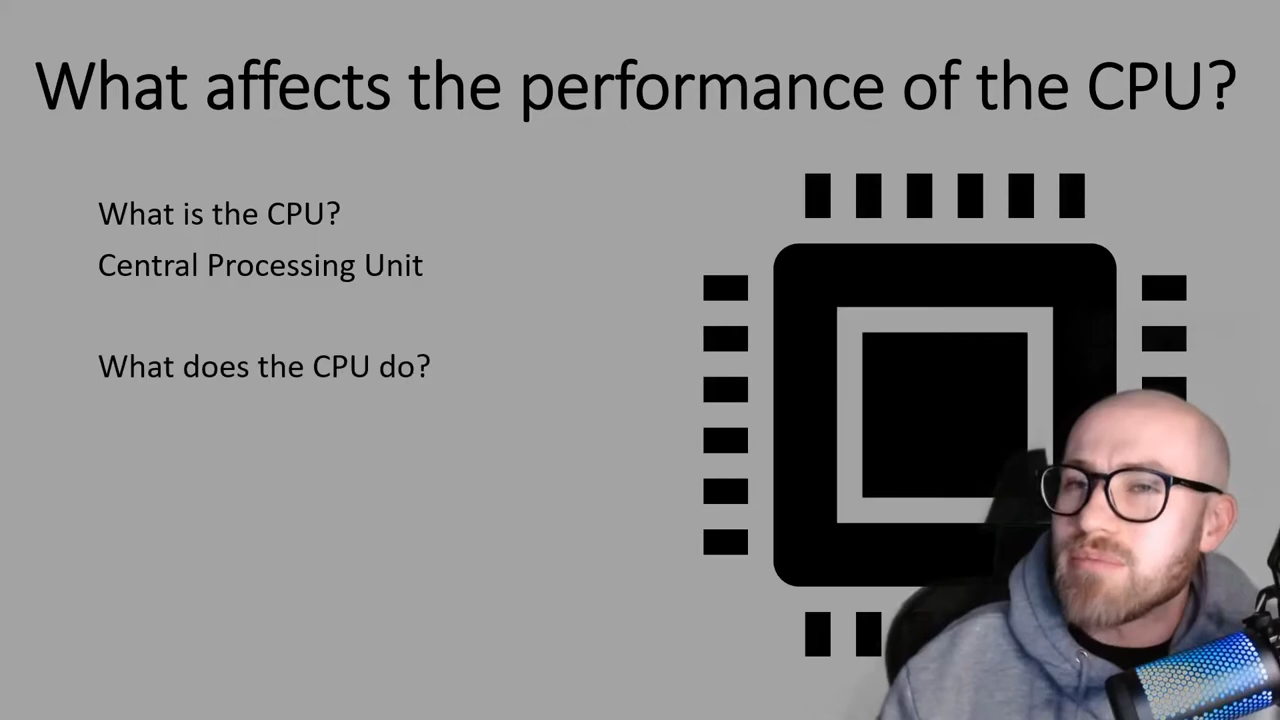 What affects the performance of the CPU?
What is the CPU?
Central Processing Unit
What does the CPU do?